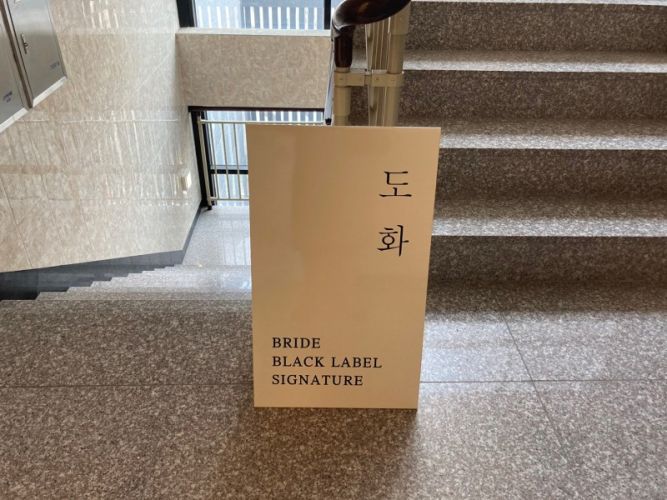 도화
BRIDE
BLACK LABEL
SIGNATURE